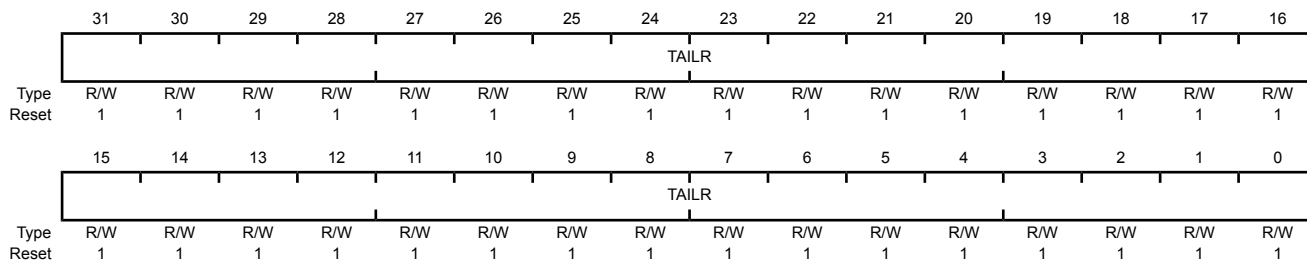 31 30 29 28 27 26 25 24 23 22 21 20 19 18 17 16
TAILR
Type R/W R/W R/W R/W R/W R/W R/W R/W R/W R/W R/W R/W R/W R/W R/W R/W
Reset 1 1 1 1 1 1 1 1 1 1 1 1 1 1 1 1
15 14 13 12 11 10 9 8 7 6 5 4 3 2 1 0
TAILR
Type R/W R/W R/W R/W R/W R/W R/W R/W R/W R/W R/W R/W R/W R/W R/W R/W
Reset 1 1 1 1 1 1 1 1 1 1 1 1 1 1 1 1